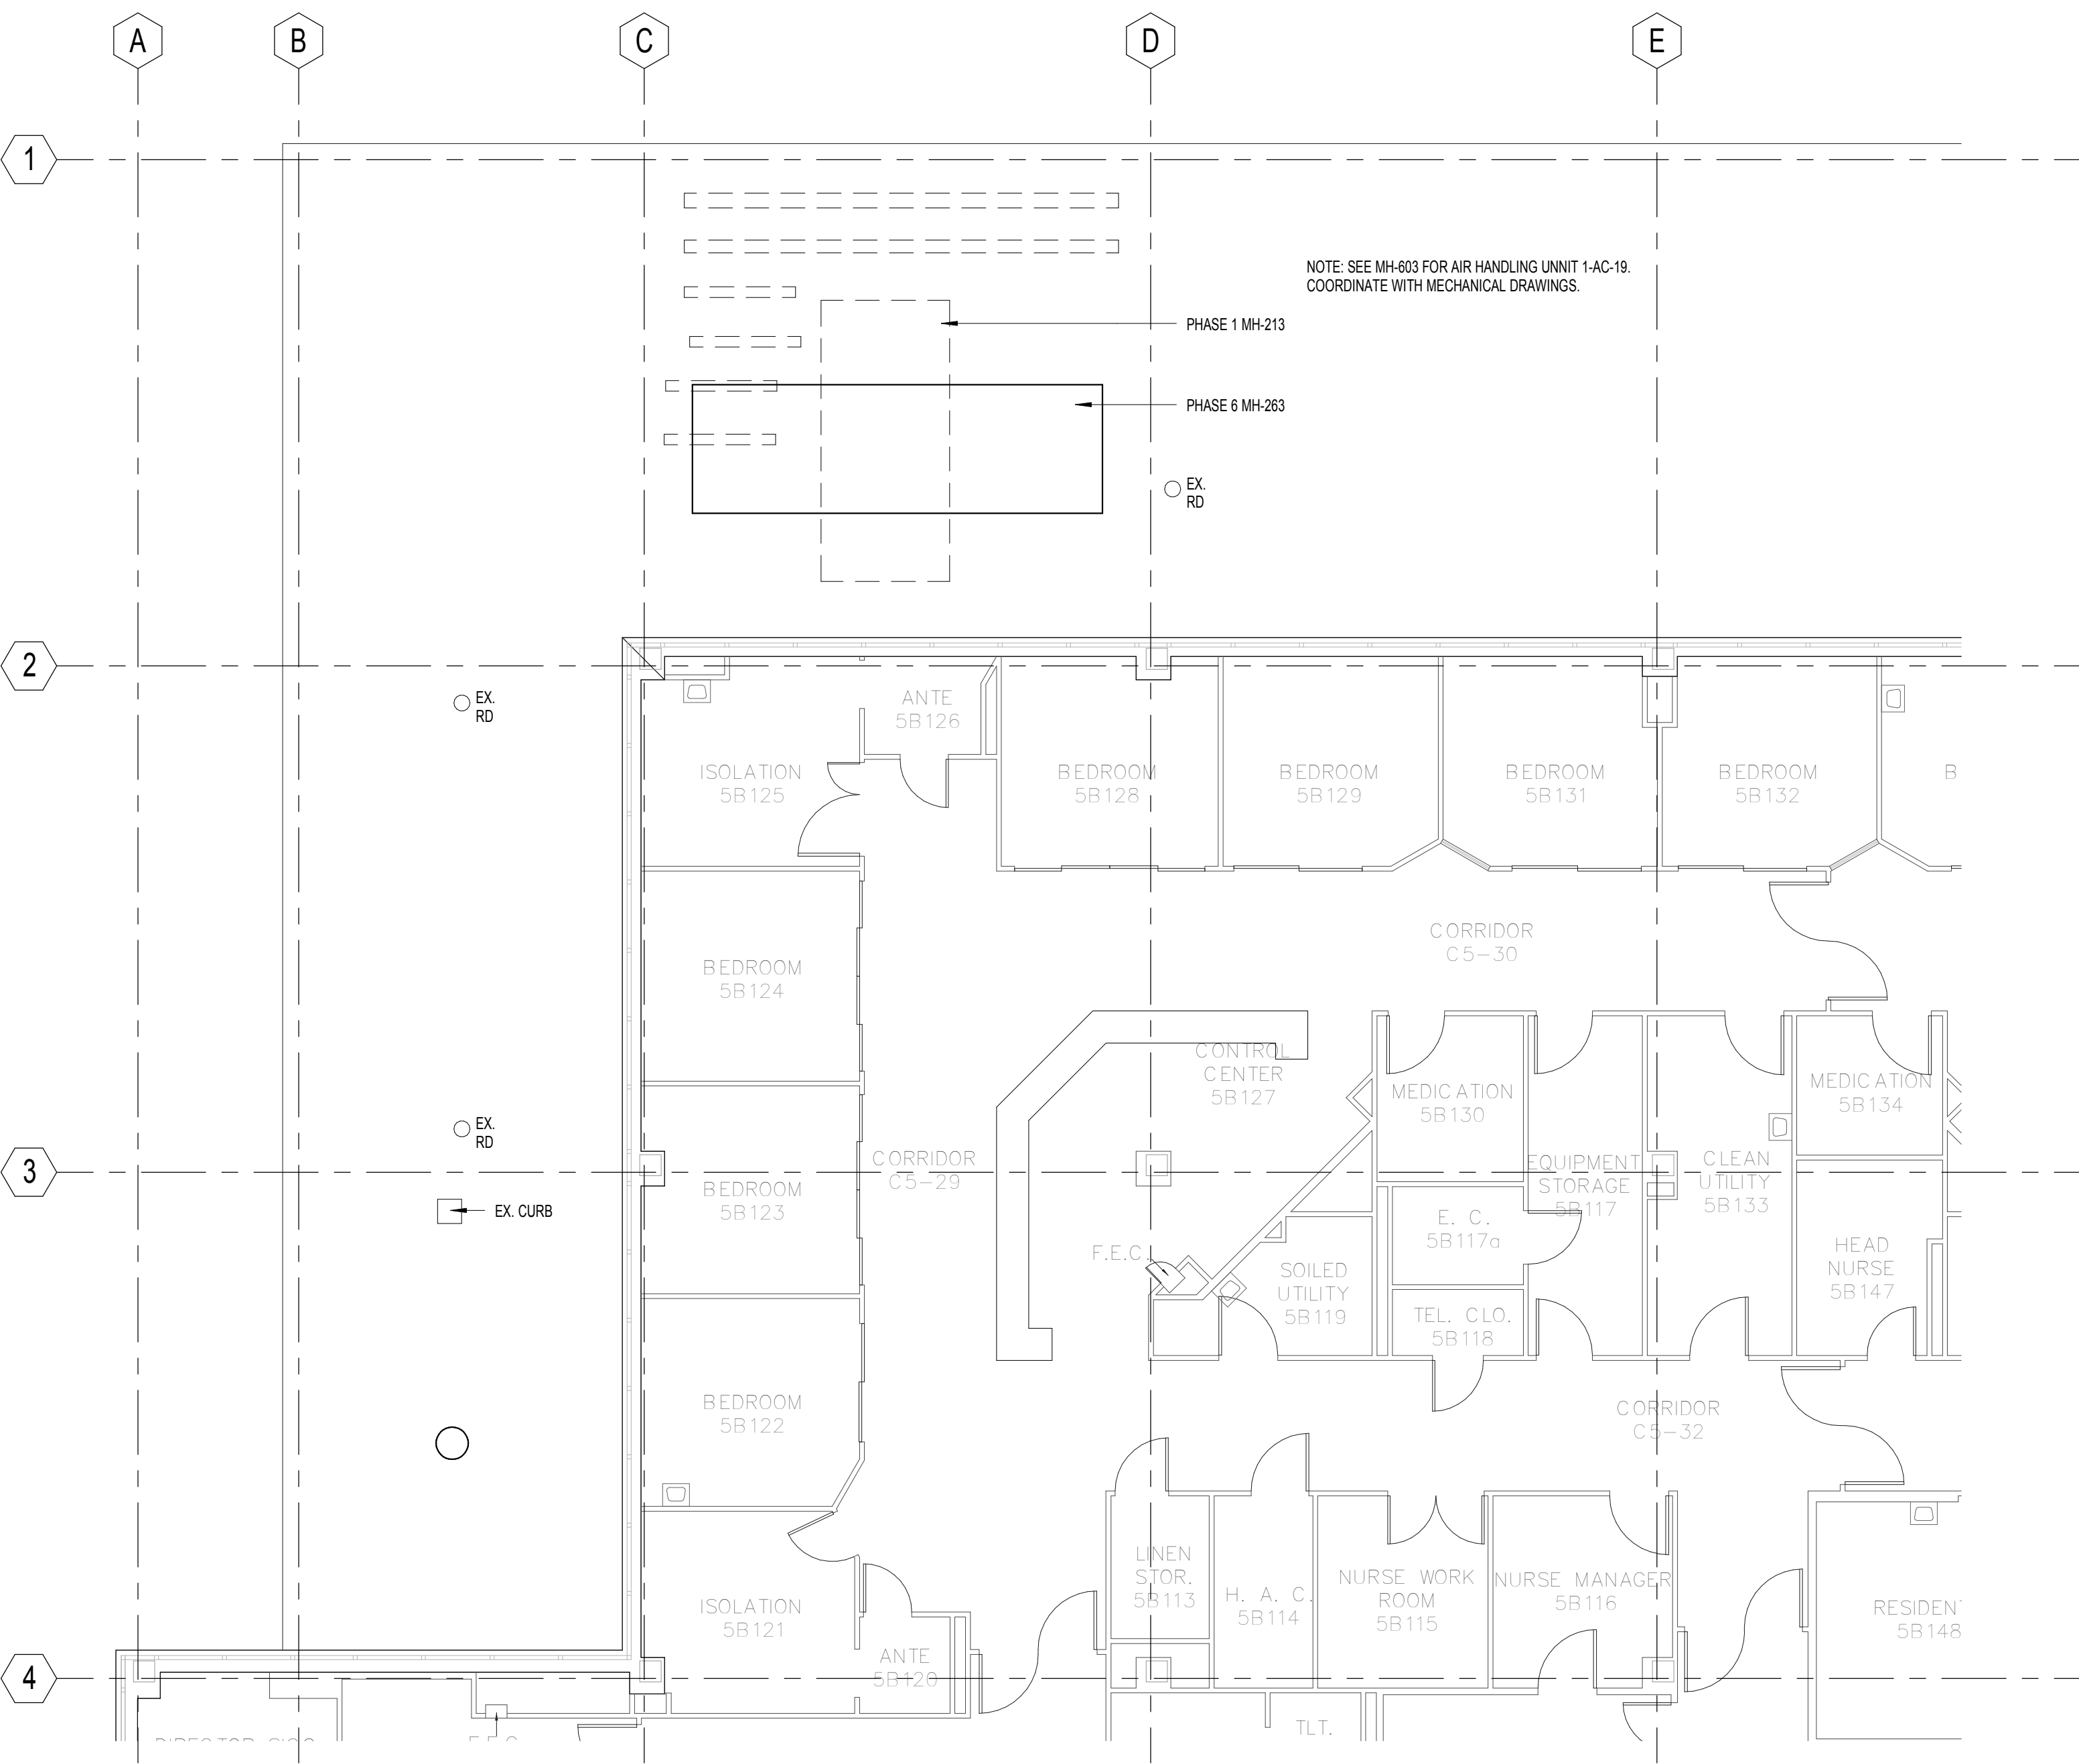 A
B
C
D
E
1
NOTE: SEE MH-603 FOR AIR HANDLING UNNIT 1-AC-19.
COORDINATE WITH MECHANICAL DRAWINGS.
PHASE 1 MH-213
PHASE 6 MH-263
EX.
RD
2
EX.
RD
ANTE
5B126
ISOLATION
5B125
BEDROOM
5B128
BEDROOM
5B129
BEDROOM
5B131
BEDROOM
5B132
B
CORRIDOR
C5-30
BEDROOM
5B124
CONTROL
CENTER
5B127
MEDICATION
5B130
MEDICATION
5B134
EX.
RD
3
CORRIDOR
C5-29
BEDROOM
5B123
EQUIPMENT
STORAGE
5B117
CLEAN
UTILITY
5B133
EX. CURB
E. C.
5B117a
F.E.C.
SOILED
UTILITY
5B119
HEAD
NURSE
5B147
TEL. CLO.
5B118
BEDROOM
5B122
CORRIDOR
C5-32
LINEN
STOR.
5B113
H. A. C.
5B114
NURSE WORK
ROOM
5B115
NURSE MANAGER
5B116
ISOLATION
5B121
RESIDEN
5B148
ANTE
5B120
4
TLT.